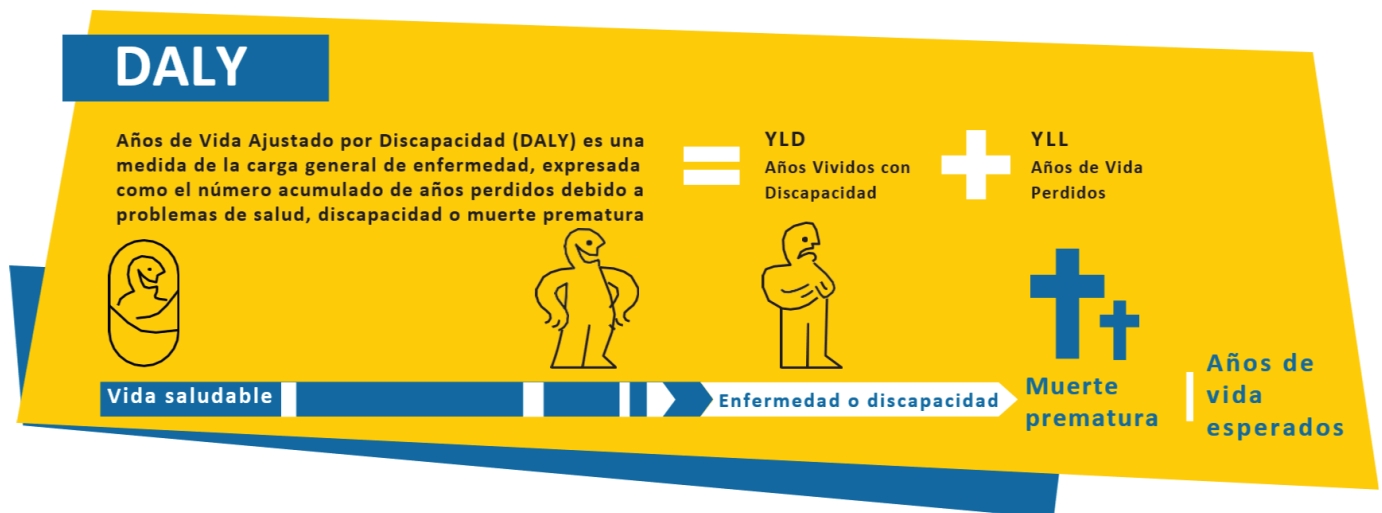 DALY
Años de Vida Ajustado por Discapacidad (DALY) es una
medida de la carga general de enfermedad, expresada
como el número acumulado de años perdidos debido a
problemas de salud, discapacidad o muerte prematura
=
YLD
Años Vividos con
Discapacidad
+
YLL
Años de Vida
Perdidos
Vida saludable
Enfermedad o discapacidad
Muerte
prematura
Años de
vida
esperados